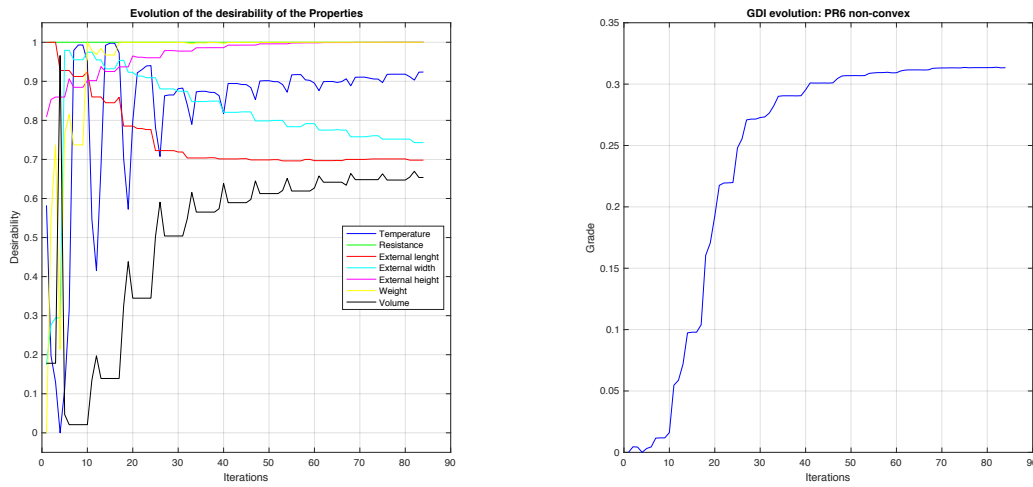 Evolution of the desirability of the Properties
Desirability
1
0.9
0.8
0.7
0.6
0.5
0.4
0.3
0.2
0.1
0
0 10 20 30 40 50 60 70 80 90
Iterations
Temperature
Resistance
External lenght
External width
External height
Weight
Volume
GDI evolution: PR6 non-convex
Grade
0.35
0.3
0.25
0.2
0.15
0.1
0.05
0
0 10 20 30 40 50 60 70 80 90
Iterations